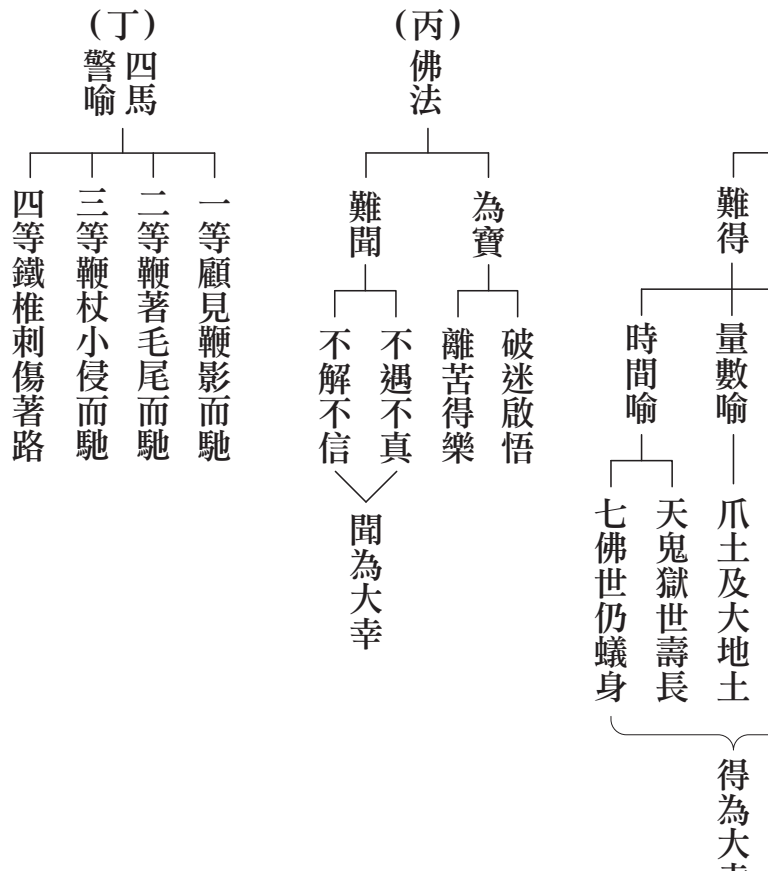 難得
量數喻
爪土及大地土
時間喻
天鬼獄世壽長
七佛世仍蟻身
得為大幸
(丙)
佛法
為寶
破迷啟悟
離苦得樂
難聞
不遇不真
不解不信
聞為大幸
(丁)
四馬
警喻
一等顧見鞭影而馳
二等鞭著毛尾而馳
三等鞭杖小侵而馳
四等鐵椎刺傷著路